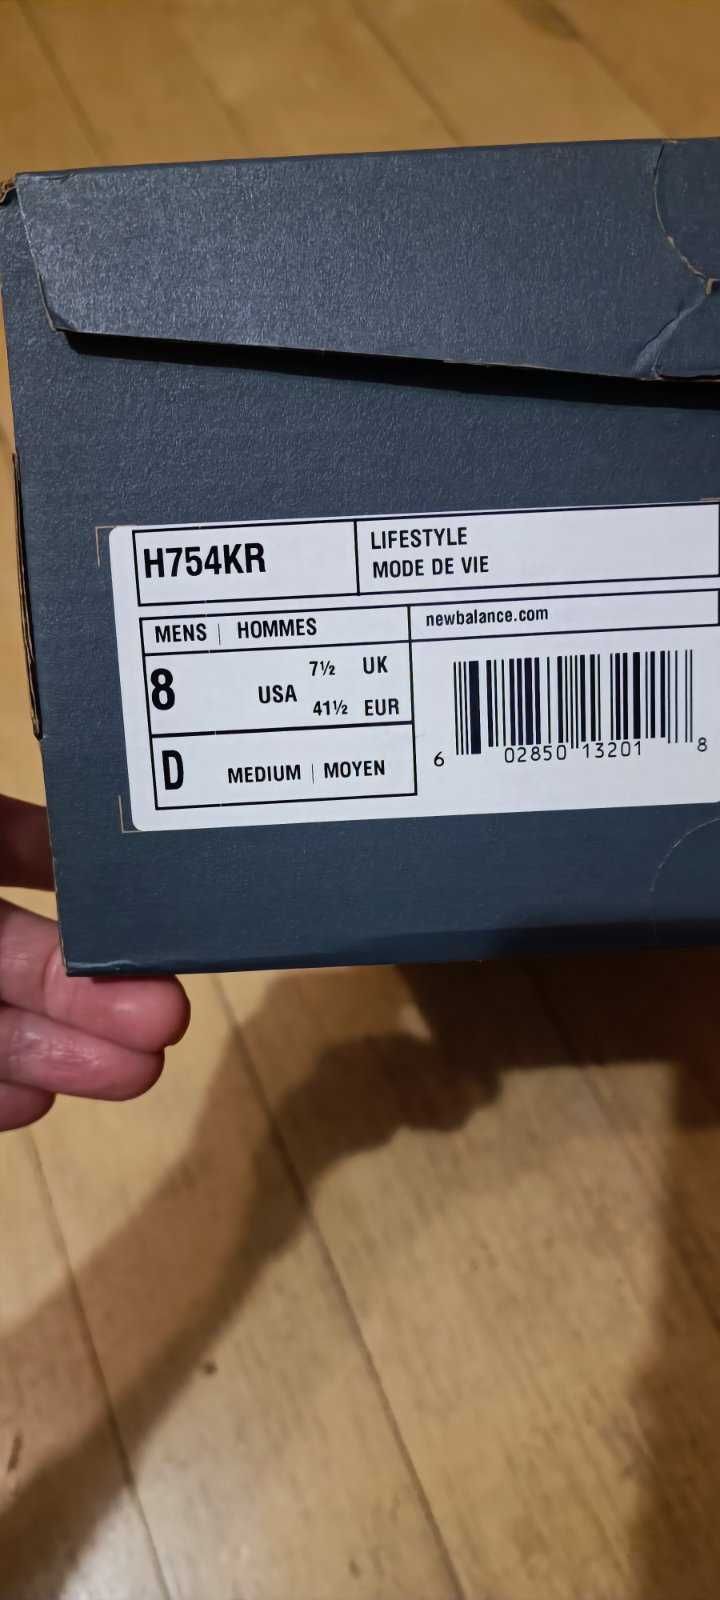 H754KR
LIFESTYLE
MODE DE VIE
MENS | HOMMES
newbalance.com
8 USA
7½ UK
41½ EUR
D MEDIUM | MOYEN
6 02850 13201 8